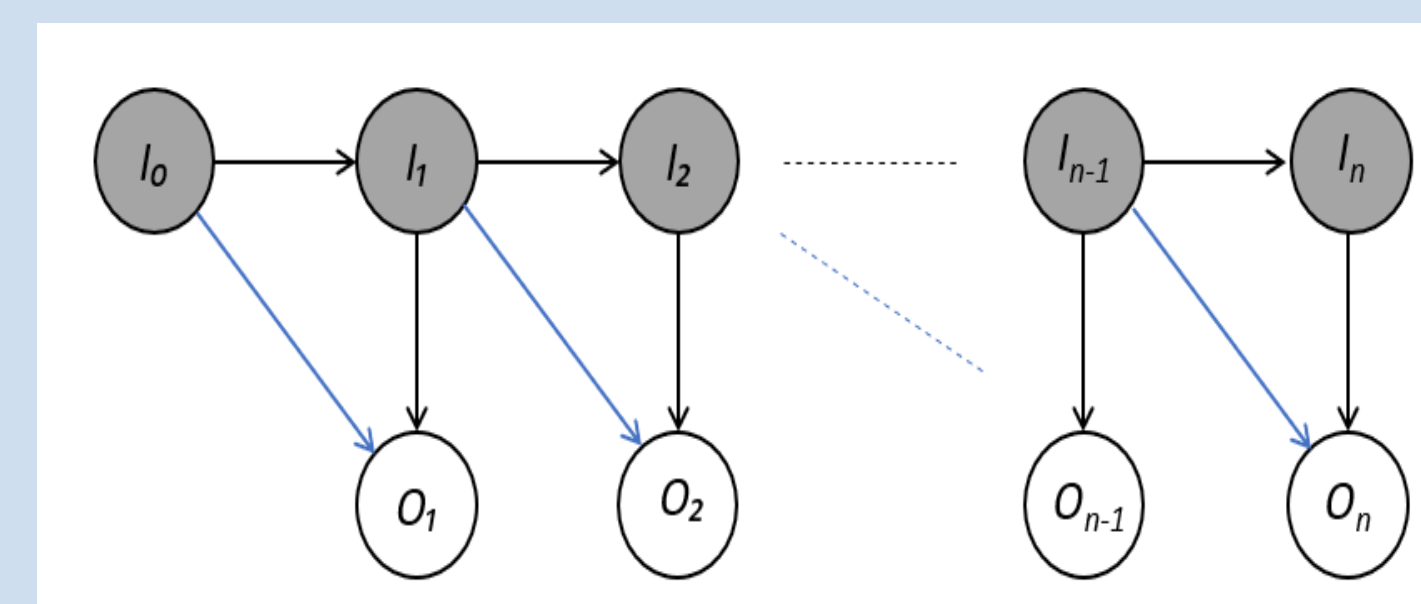 I₀ I₁ I₂ Iₙ₋₁ Iₙ
O₁ O₂ Oₙ₋₁ Oₙ